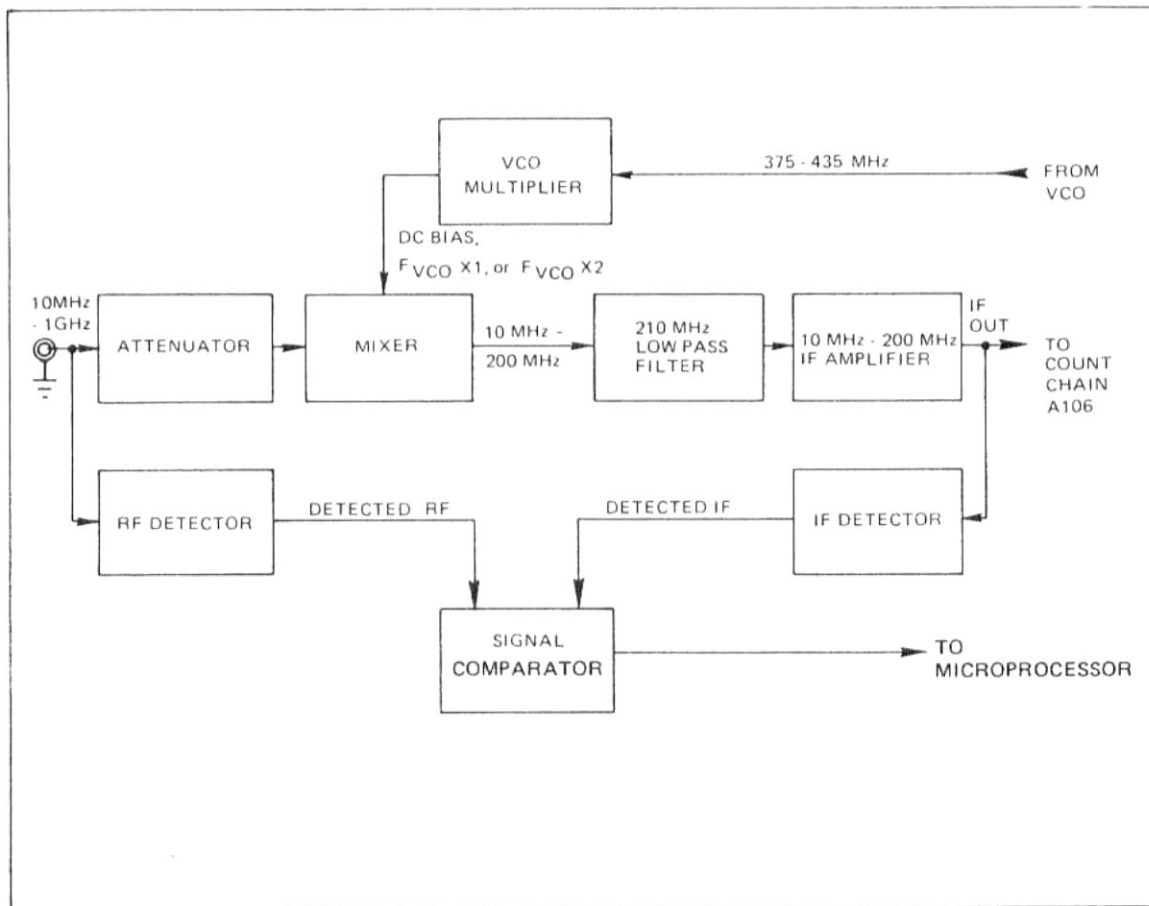 VCO
MULTIPLIER
375 - 435 MHz
FROM
VCO
DC BIAS,
FVCO X1, or FVCO X2
10MHz
- 1GHz
ATTENUATOR
MIXER
10 MHz -
200 MHz
210 MHz
LOW PASS
FILTER
10 MHz - 200 MHz
IF AMPLIFIER
IF
OUT
TO
COUNT
CHAIN
A106
RF DETECTOR
DETECTED RF
DETECTED IF
IF DETECTOR
SIGNAL
COMPARATOR
TO
MICROPROCESSOR